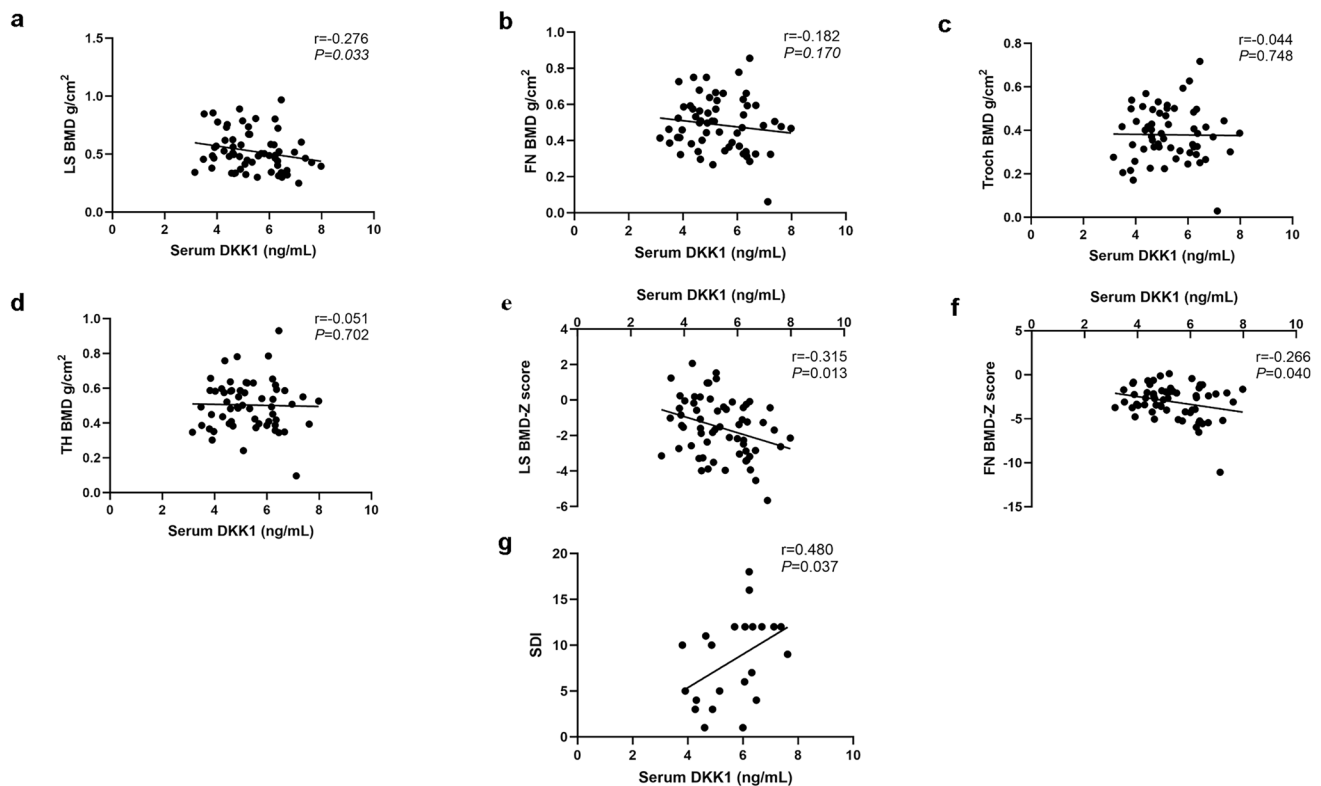 a
r=-0.276
P=0.033
LS BMD g/cm²
1.5
1.0
0.5
0.0
0 2 4 6 8 10
Serum DKK1 (ng/mL)
b
r=-0.182
P=0.170
FN BMD g/cm²
1.0
0.8
0.6
0.4
0.2
0.0
0 2 4 6 8 10
Serum DKK1 (ng/mL)
c
r=-0.044
P=0.748
Troch BMD g/cm²
0.8
0.6
0.4
0.2
0.0
0 2 4 6 8 10
Serum DKK1 (ng/mL)
d
r=-0.051
P=0.702
TH BMD g/cm²
1.0
0.8
0.6
0.4
0.2
0.0
0 2 4 6 8 10
Serum DKK1 (ng/mL)
e
Serum DKK1 (ng/mL)
0 2 4 6 8 10
r=-0.315
P=0.013
LS BMD-Z score
4
2
0
-2
-4
-6
f
Serum DKK1 (ng/mL)
0 2 4 6 8 10
r=-0.266
P=0.040
FN BMD-Z score
5
0
-5
-10
-15
g
r=0.480
P=0.037
SDI
20
15
10
5
0
0 2 4 6 8 10
Serum DKK1 (ng/mL)